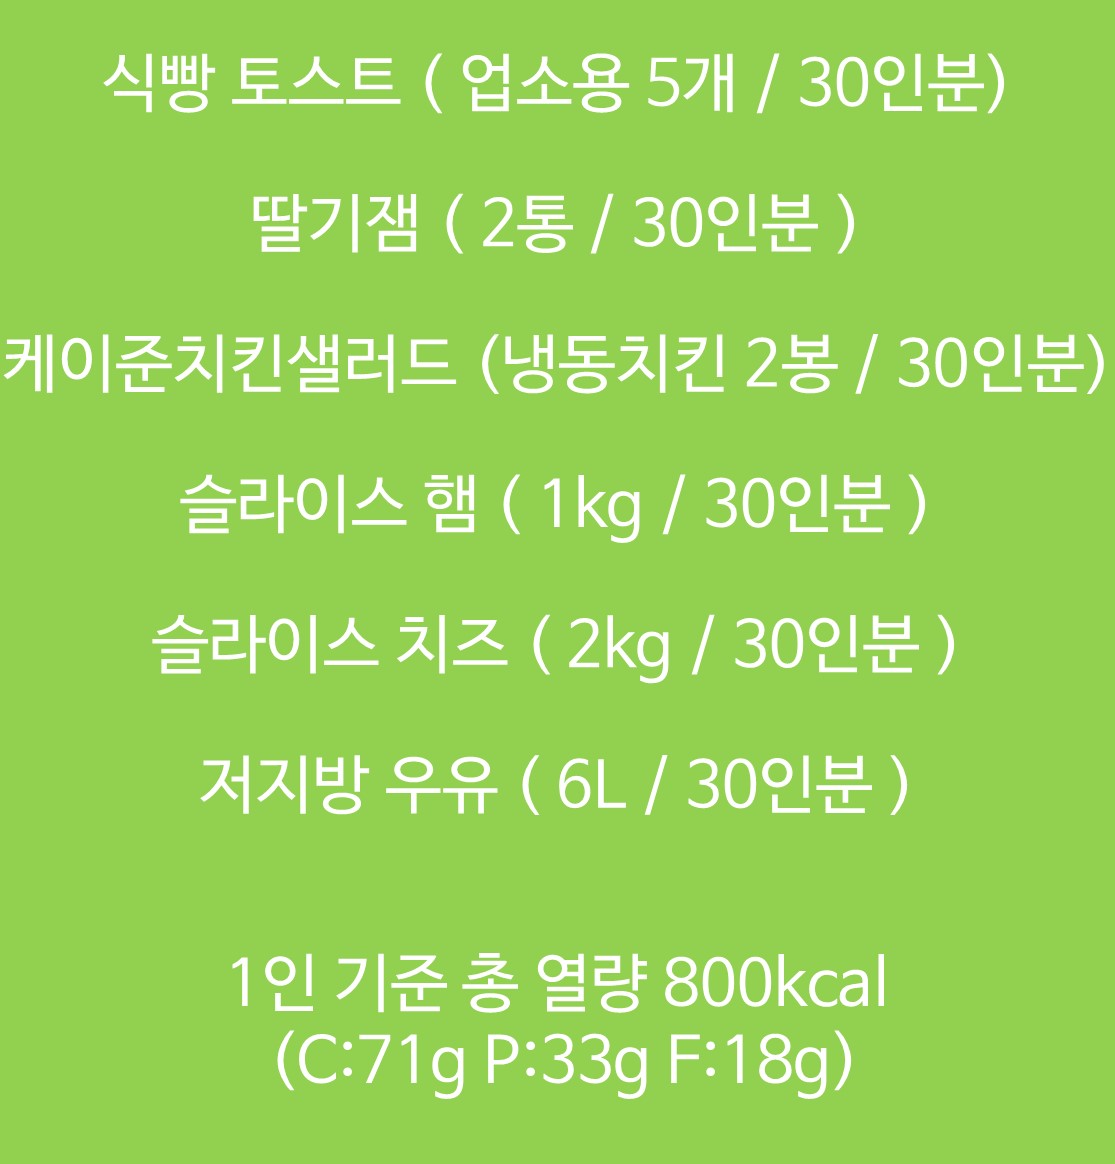 식빵 토스트 ( 업소용 5개 / 30인분)
딸기잼 ( 2통 / 30인분 )
케이준치킨샐러드 (냉동치킨 2봉 / 30인분)
슬라이스 햄 ( 1kg / 30인분 )
슬라이스 치즈 ( 2kg / 30인분 )
저지방 우유 ( 6L / 30인분 )
1인 기준 총 열량 800kcal
(C:71g P:33g F:18g)